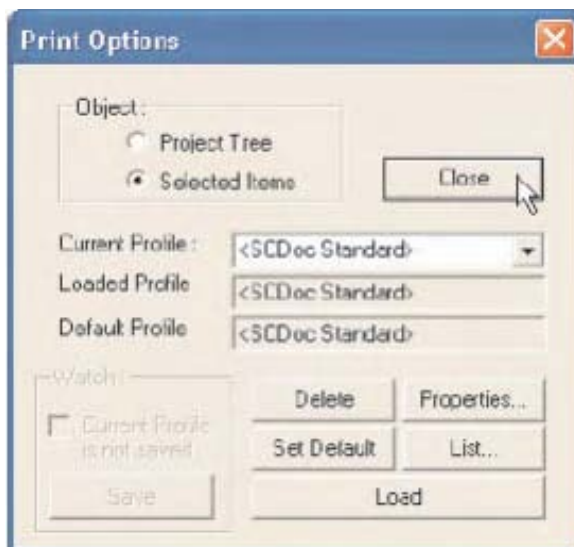 Print Options
Object:
Project Tree
Selected Items
Close
Current Profile: <SCDoc Standard>
Loaded Profile <SCDoc Standard>
Default Profile <SCDoc Standard>
Watch:
Current Profile
is not saved
Save
Delete
Properties...
Set Default
List...
Load